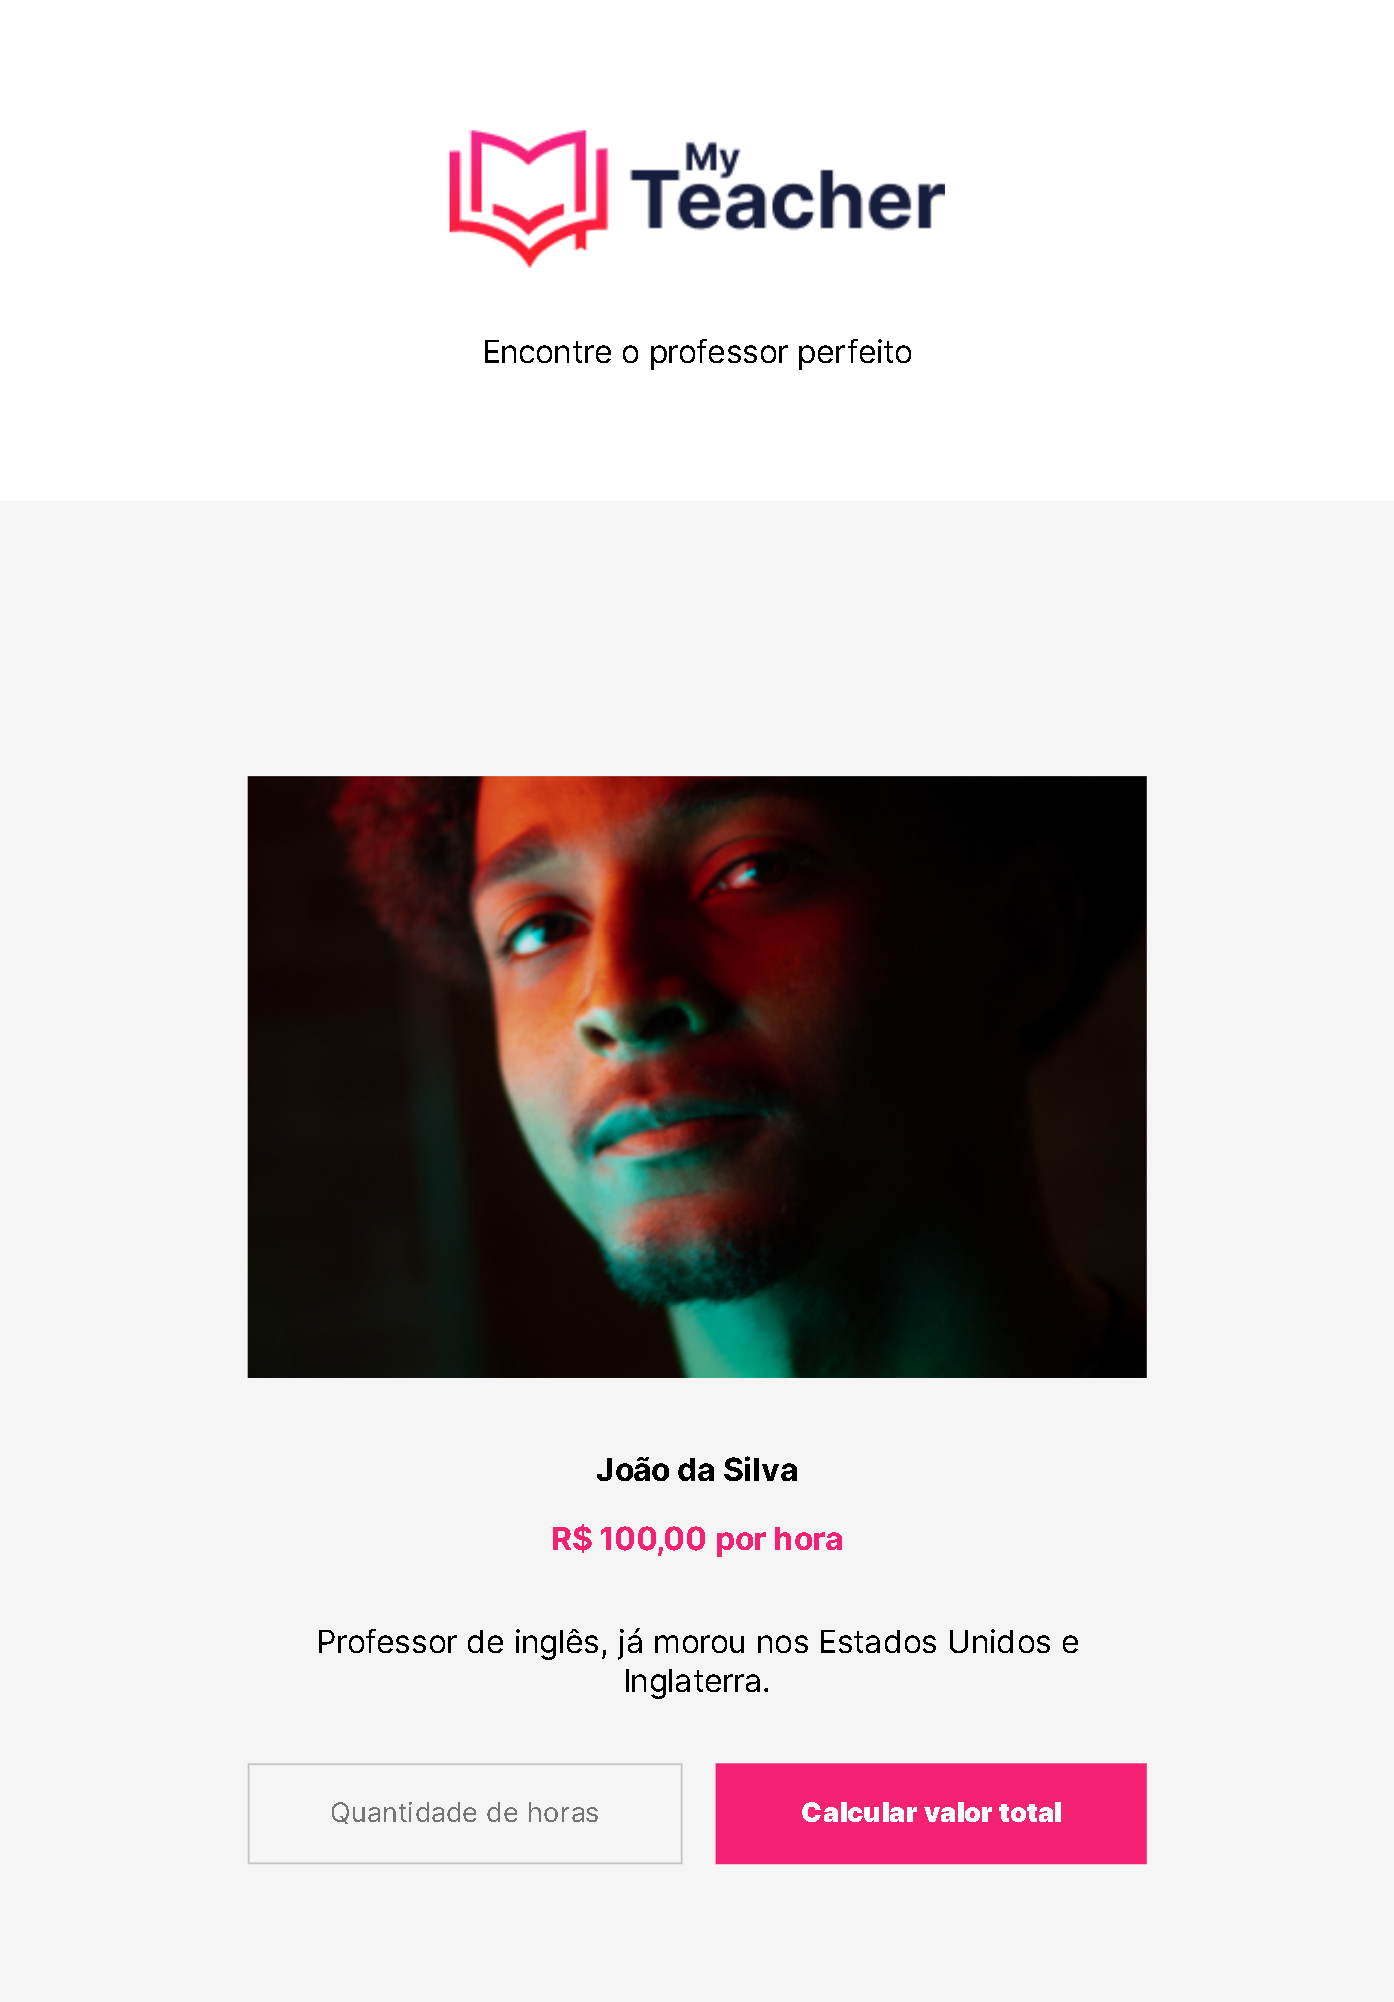 My
Teacher
Encontre o professor perfeito
João da Silva
R$ 100,00 por hora
Professor de inglês, já morou nos Estados Unidos e
Inglaterra.
Quantidade de horas
Calcular valor total